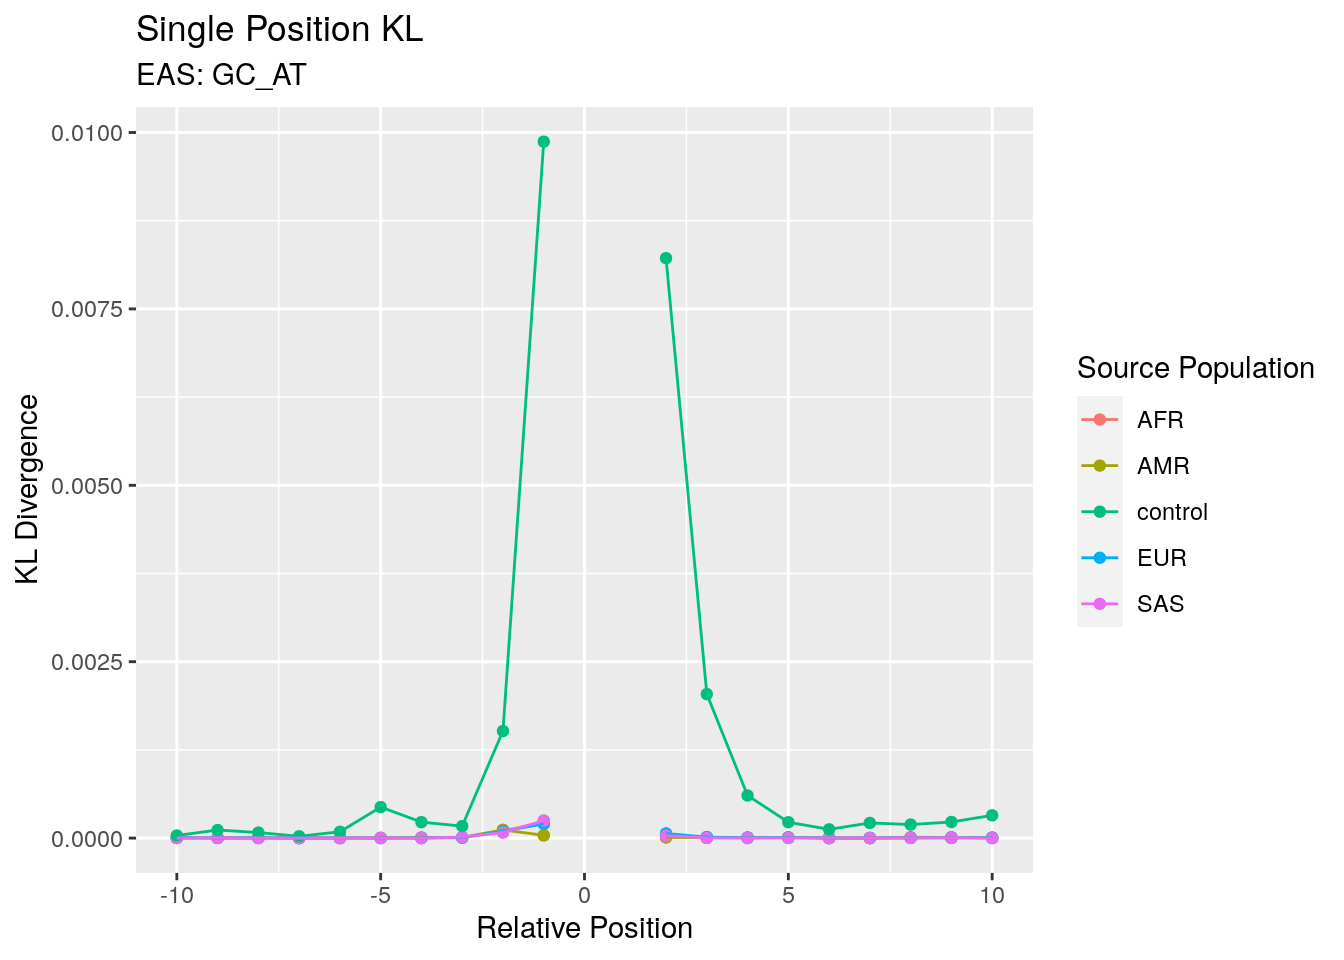 Single Position KL
EAS: GC_AT
0.0100
0.0075
0.0050
0.0025
0.0000
KL Divergence
-10
-5
0
5
10
Relative Position
Source Population
AFR
AMR
control
EUR
SAS